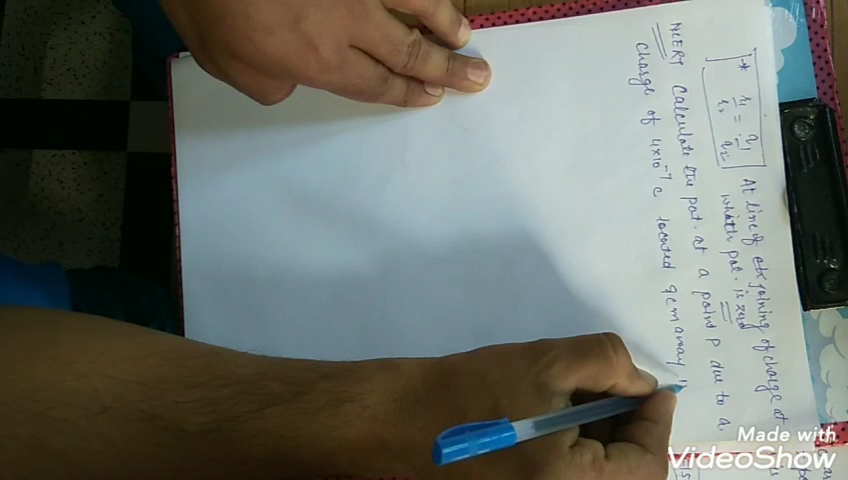 ]→ r1/r2 = q1/q2 At line of joining of charge at
which pot. is zero
NCERT Calculate the pot. at a point P due to a
Charge of 4×10⁻⁷ C located 9cm away
Made with
VideoShow